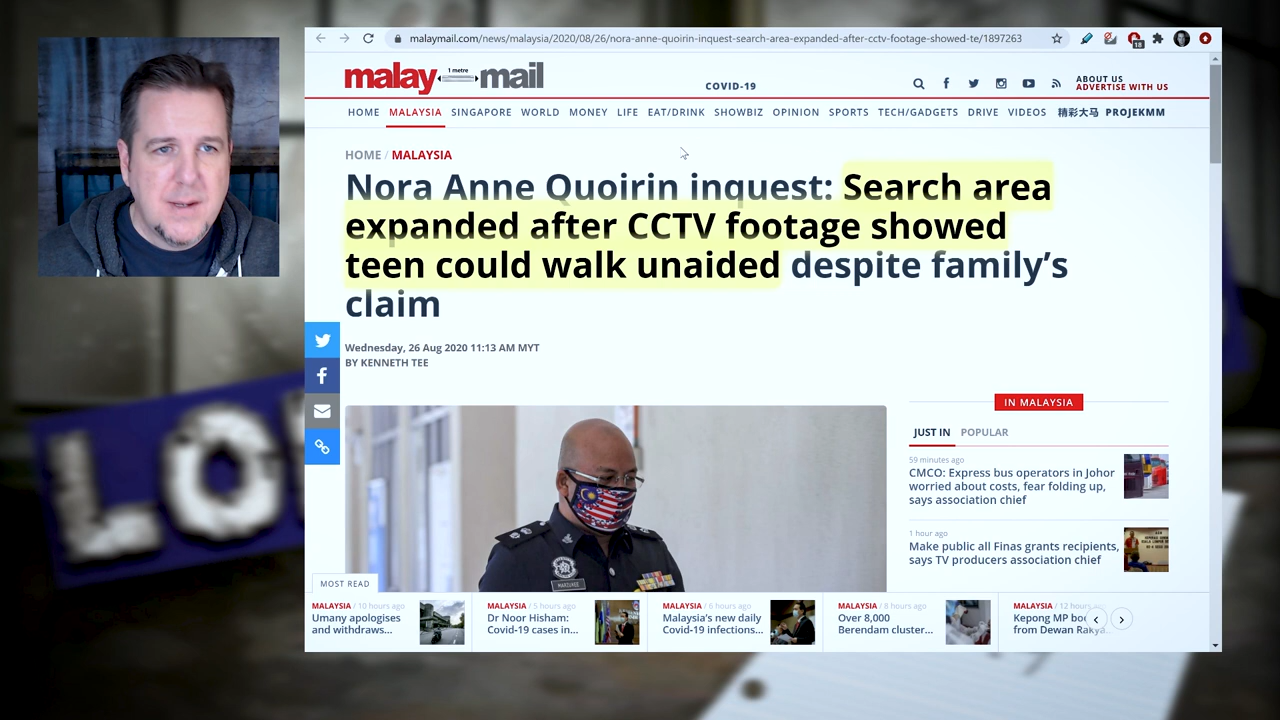 malaymail.com/news/malaysia/2020/08/26/nora-anne-quoirin-inquest-search-area-expanded-after-cctv-footage-showed-te/1897263
18
malay 1 metre mail
COVID-19
ABOUT US
ADVERTISE WITH US
HOME MALAYSIA SINGAPORE WORLD MONEY LIFE EAT/DRINK SHOWBIZ OPINION SPORTS TECH/GADGETS DRIVE VIDEOS 精彩大马 PROJEKMM
HOME / MALAYSIA
Nora Anne Quoirin inquest: Search area
expanded after CCTV footage showed
teen could walk unaided despite family's
claim
Wednesday, 26 Aug 2020 11:13 AM MYT
BY KENNETH TEE
IN MALAYSIA
JUST IN POPULAR
59 minutes ago
CMCO: Express bus operators in Johor
worried about costs, fear folding up,
says association chief
1 hour ago
Make public all Finas grants recipients,
says TV producers association chief
LO
MOST READ
MALAYSIA / 10 hours ago
Umany apologises
and withdraws...
MALAYSIA / 5 hours ago
Dr Noor Hisham:
Covid-19 cases in...
MALAYSIA / 6 hours ago
Malaysia's new daily
Covid-19 infections...
MALAYSIA / 8 hours ago
Over 8,000
Berendam cluster...
MALAYSIA / 12 hours
Kepong MP
from Dewan